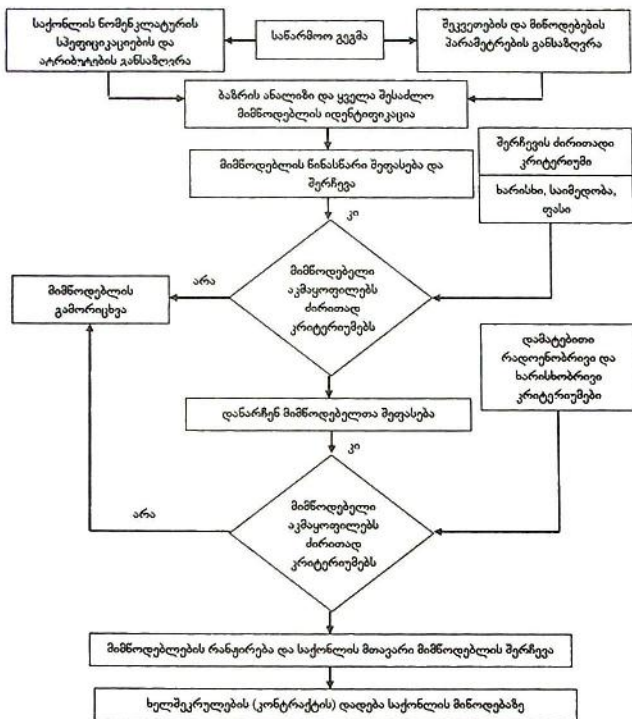 საქონლის ნომენკლატურის
სპეციფიკაციების და
ატრიბუტების განსაზღვრა
საწარმოო გეგმა
შეკვეთების და მიწოდებების
პარამეტრების განსაზღვრა
ბაზრის ანალიზი და ყველა შესაძლო
მიმწოდებლის იდენტიფიკაცია
მიმწოდებლის წინასწარი შეფასება და
შერჩევა
შერჩევის ძირითადი
კრიტერიუმი
ხარისხი, საიმედობა,
ფასი
კი
მიმწოდებელი
აკმაყოფილებს
ძირითად
კრიტერიუმებს
არა
მიმწოდებლის
გამორიცხვა
დამატებითი
რადოენობრივი და
ხარისხობრივი
კრიტერიუმები
დანარჩენ მიმწოდებელთა შეფასება
კი
მიმწოდებელი
აკმაყოფილებს
ძირითად
კრიტერიუმებს
არა
მიმწოდებლების რანჟირება და საქონლის მთავარი მიმწოდებლის შერჩევა
ხელშეკრულების (კონტრაქტის) დადება საქონლის მიწოდებაზე